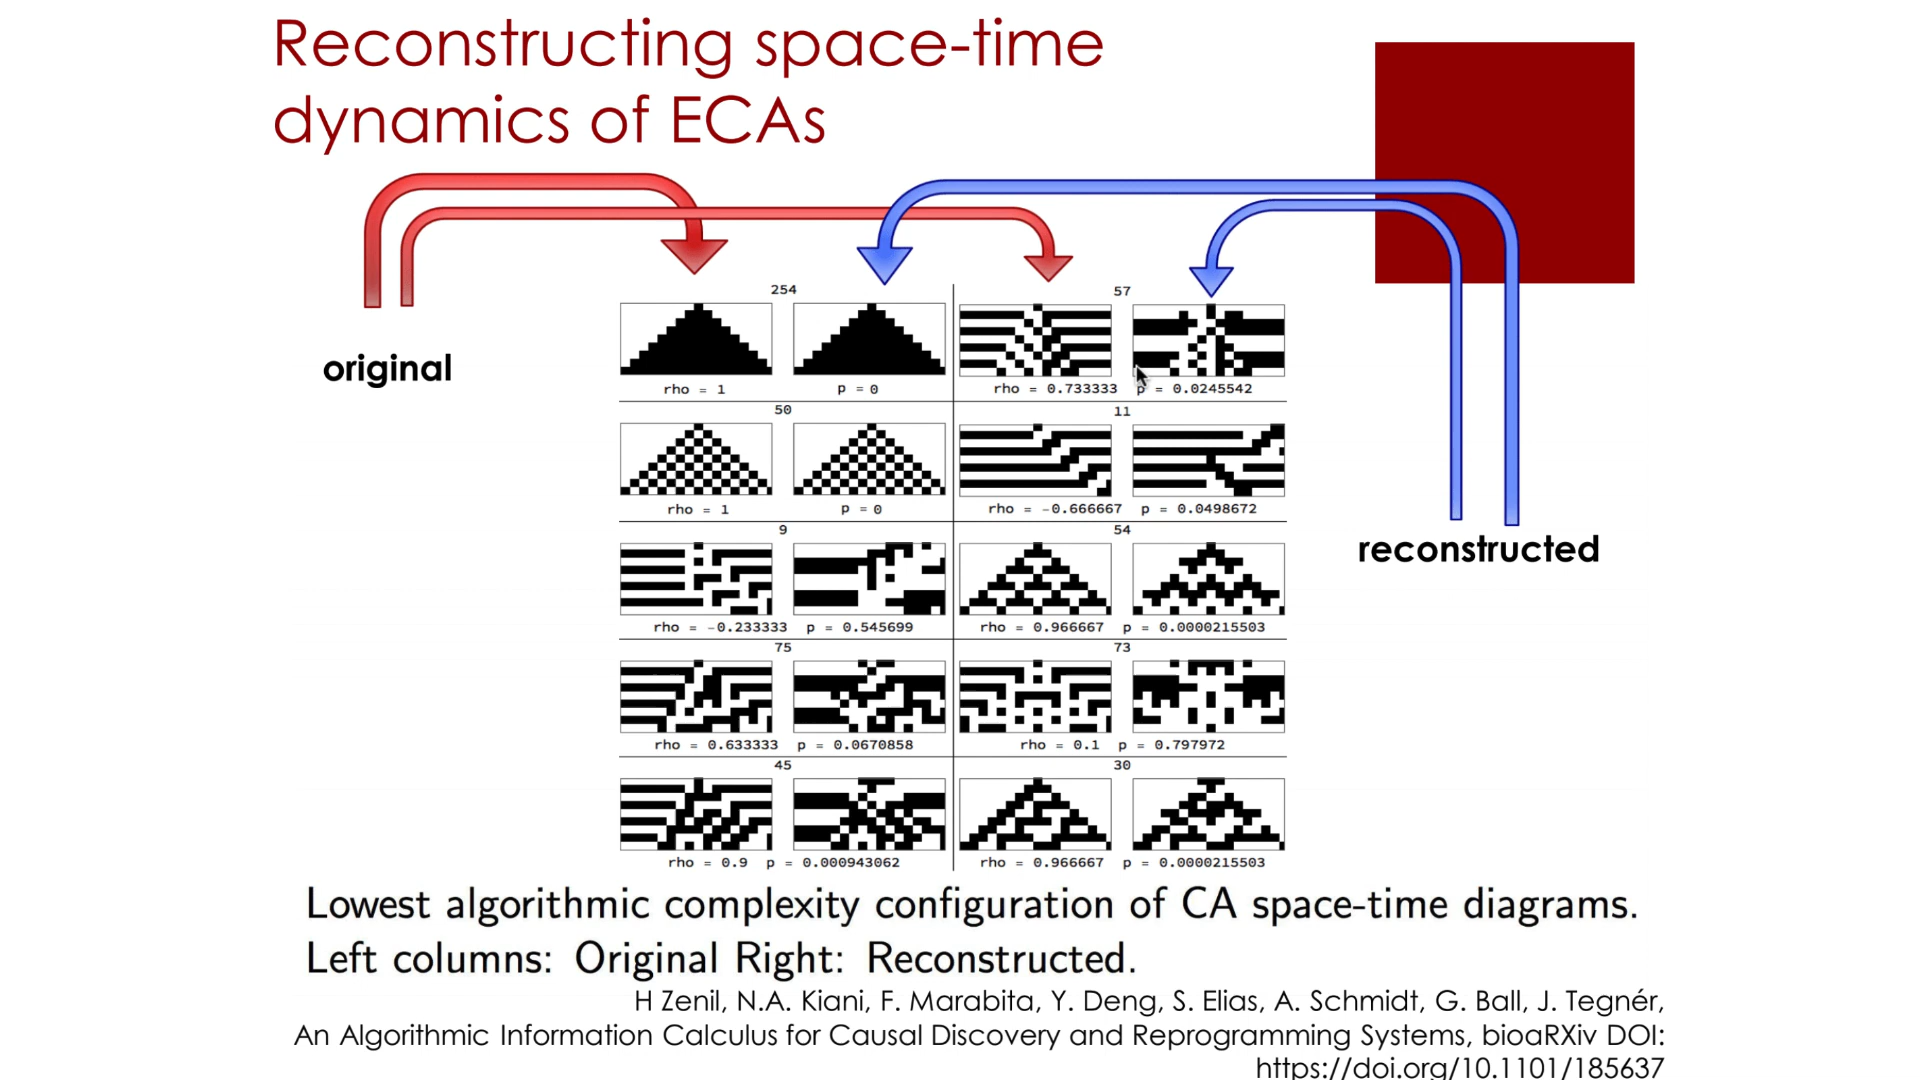 Reconstructing space-time
dynamics of ECAs
original
reconstructed
254
rho = 1 p = 0
57
rho = 0.733333 p = 0.0245542
50
rho = 1 p = 0
11
rho = -0.666667 p = 0.0498672
9
rho = -0.233333 p = 0.545699
54
rho = 0.966667 p = 0.0000215503
75
rho = 0.633333 p = 0.0670858
73
rho = 0.1 p = 0.797972
45
rho = 0.9 p = 0.000943062
30
rho = 0.966667 p = 0.0000215503
Lowest algorithmic complexity configuration of CA space-time diagrams.
Left columns: Original Right: Reconstructed.
H Zenil, N.A. Kiani, F. Marabita, Y. Deng, S. Elias, A. Schmidt, G. Ball, J. Tegnér,
An Algorithmic Information Calculus for Causal Discovery and Reprogramming Systems, bioaRXiv DOI:
https://doi.org/10.1101/185637